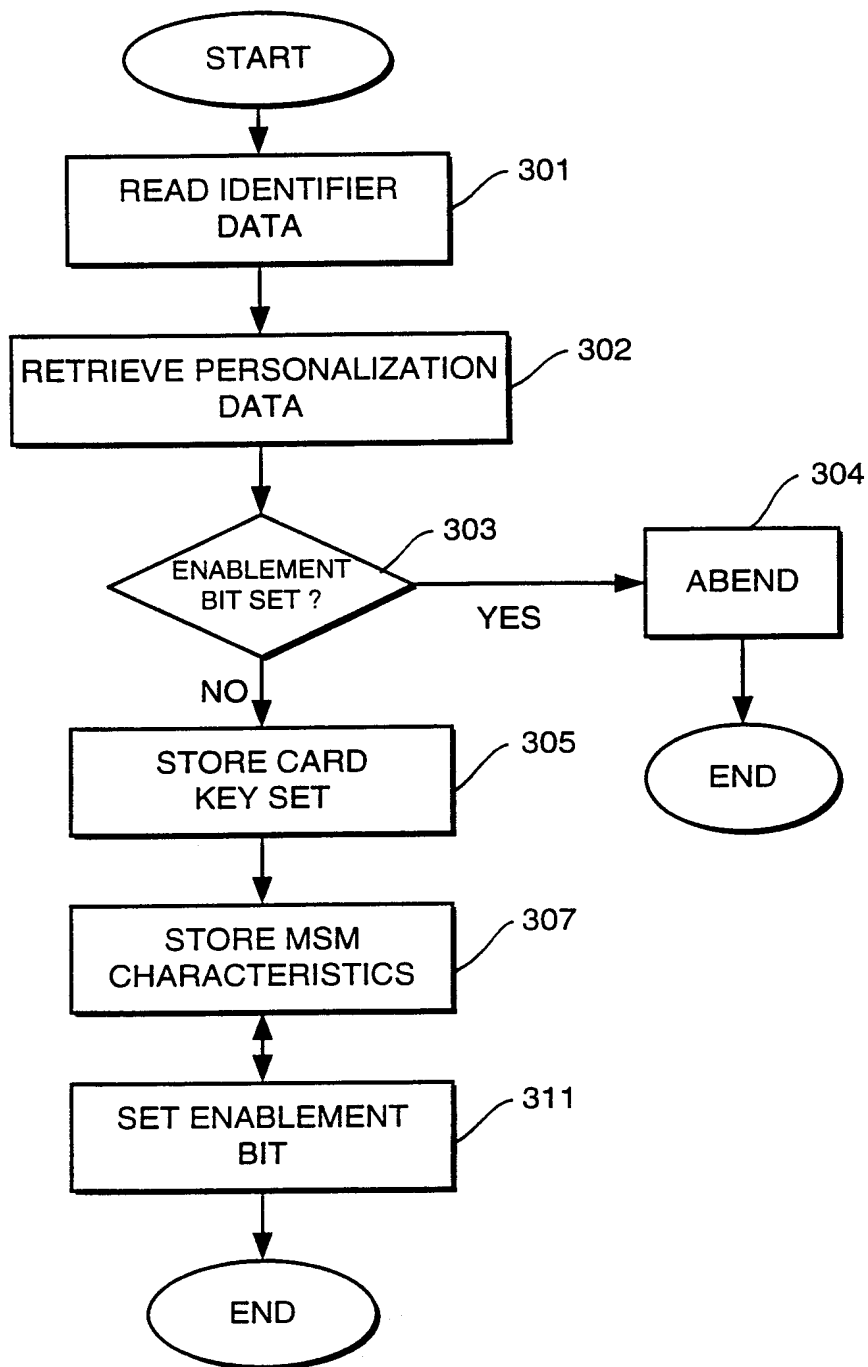 START
READ IDENTIFIER
DATA
301
RETRIEVE PERSONALIZATION
DATA
302
ENABLEMENT
BIT SET ?
303
YES
NO
304
ABEND
END
STORE CARD
KEY SET
305
STORE MSM
CHARACTERISTICS
307
SET ENABLEMENT
BIT
311
END